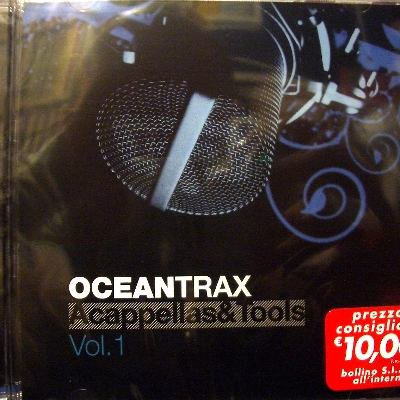 OCEANTRAX
Acappellas&Tools
Vol.1
prezzo
consiglia
€10,0
bollino S.I.
all'intern